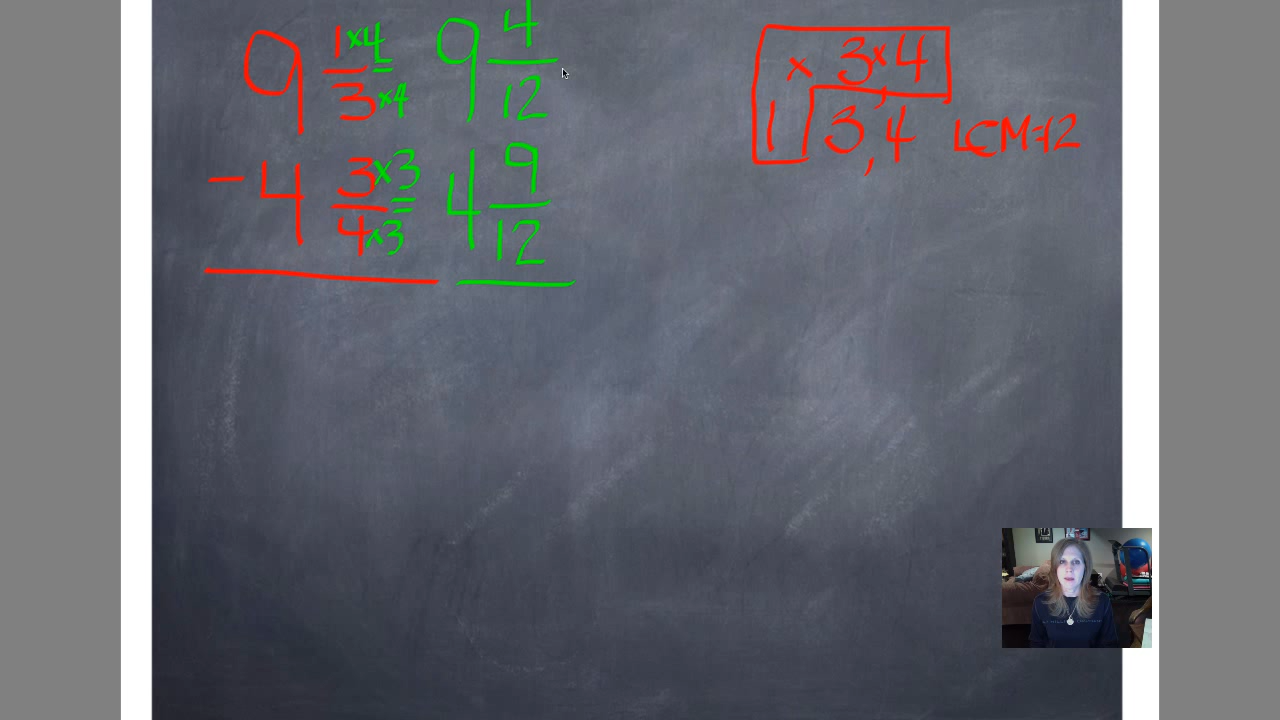 9 1/3 ×4/×4 = 9 4/12
- 4 3/4 ×3/×3 = 4 9/12
× 3 × 4
1 3, 4 LCM=12